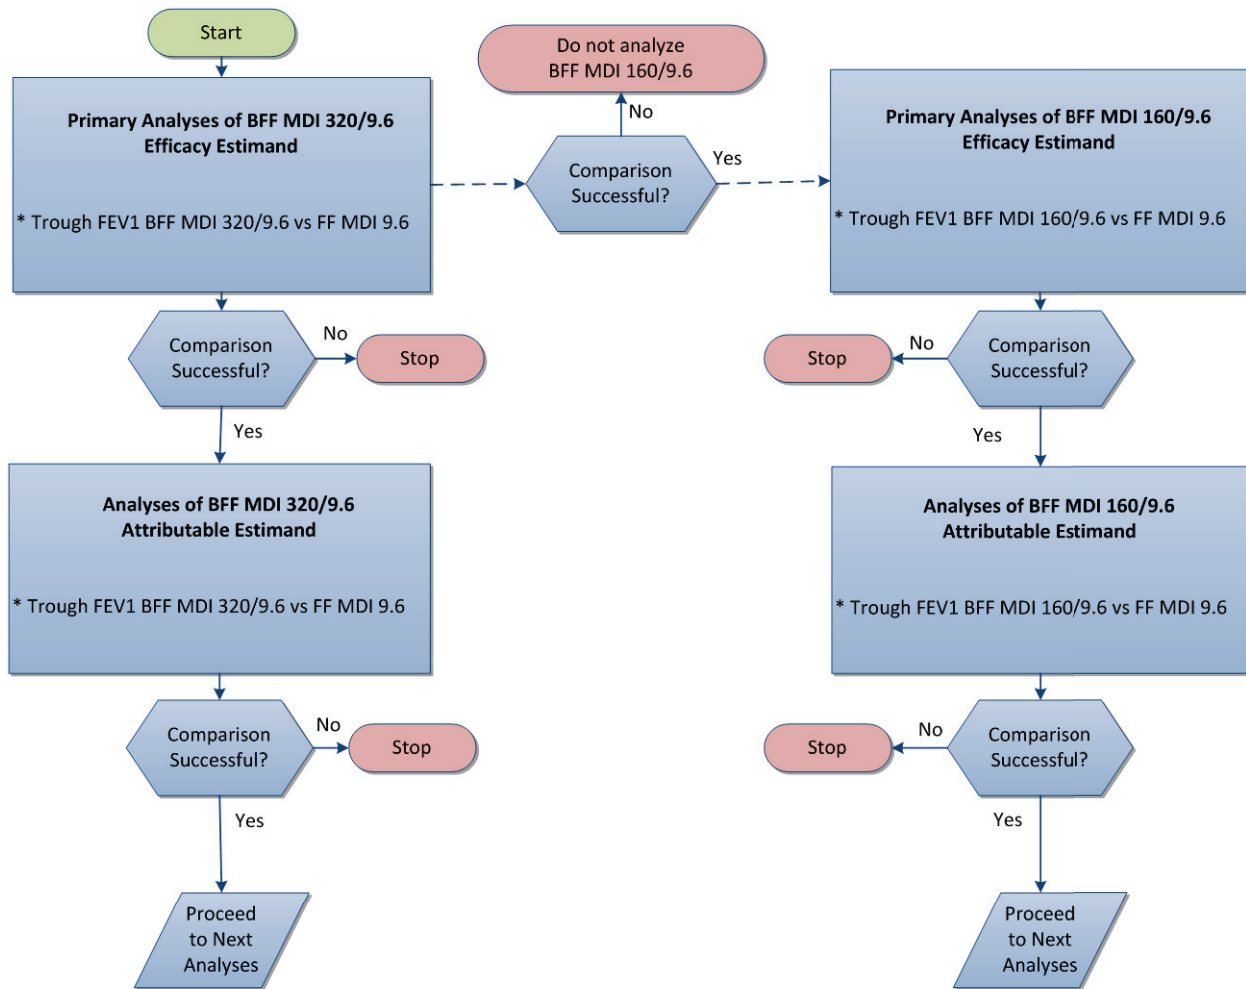 Start
Do not analyze
BFF MDI 160/9.6
No
Primary Analyses of BFF MDI 320/9.6
Efficacy Estimand
* Trough FEV1 BFF MDI 320/9.6 vs FF MDI 9.6
Comparison
Successful?
Yes
Primary Analyses of BFF MDI 160/9.6
Efficacy Estimand
* Trough FEV1 BFF MDI 160/9.6 vs FF MDI 9.6
Comparison
Successful?
No
Stop
Yes
Stop
No
Comparison
Successful?
Yes
Analyses of BFF MDI 320/9.6
Attributable Estimand
* Trough FEV1 BFF MDI 320/9.6 vs FF MDI 9.6
Analyses of BFF MDI 160/9.6
Attributable Estimand
* Trough FEV1 BFF MDI 160/9.6 vs FF MDI 9.6
Comparison
Successful?
No
Stop
Yes
Stop
No
Comparison
Successful?
Yes
Proceed
to Next
Analyses
Proceed
to Next
Analyses